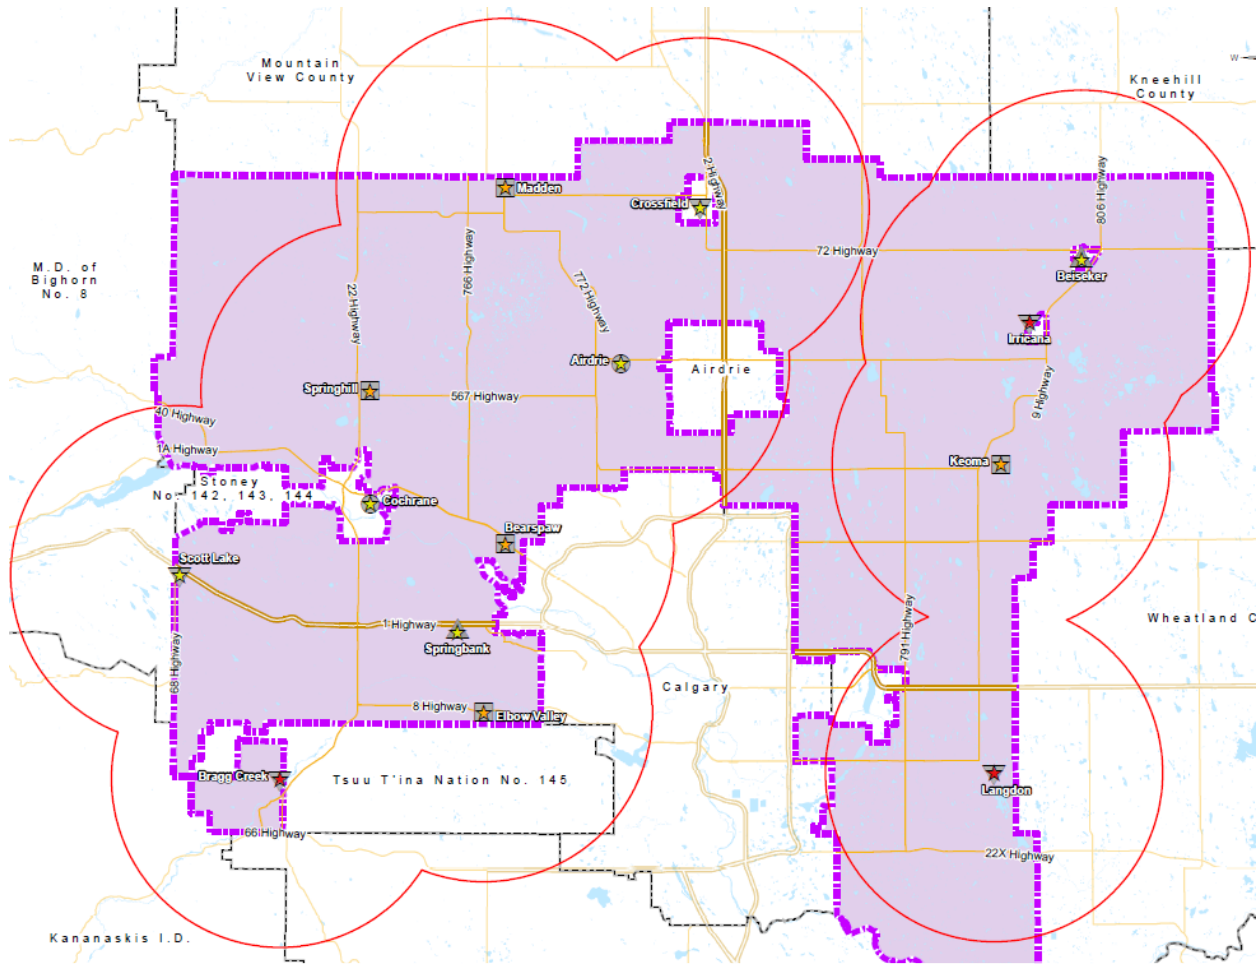 Mountain
View County
W
Kneehill
County
2 Highway
Madden
806 Highway
Crossfield
72 Highway
766 Highway
Beiseker
M.D. of
Bighorn
No. 8
22 Highway
772 Highway
Irricana
Airdrie
Airdrie
Springhill
567 Highway
9 Highway
40 Highway
1A Highway
Keoma
Stoney
No. 142, 143, 144
Cochrane
Bearspaw
Scott Lake
1 Highway
Springbank
791 Highway
Wheatland C
68 Highway
Calgary
8 Highway
Elbow Valley
Bragg Creek
Tsuu T'ina Nation No. 145
Langdon
66 Highway
22X Highway
Kananaskis I.D.